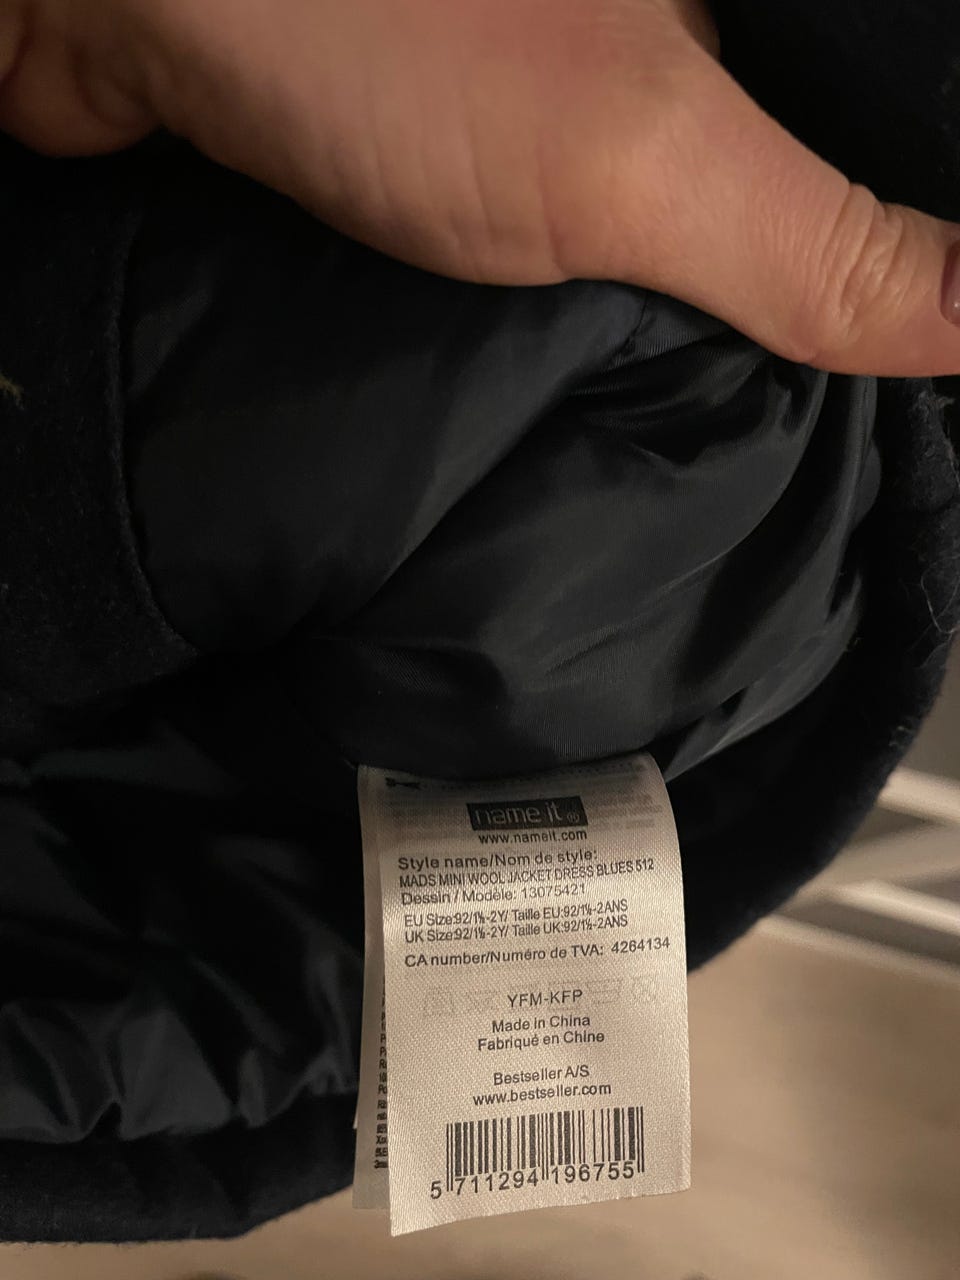 name it ®
www.nameit.com
Style name/Nom de style:
MADS MINI WOOL JACKET DRESS BLUES 512
Dessin / Modèle: 13075421
EU Size:92/1½-2Y/ Taille EU:92/1½-2ANS
UK Size:92/1½-2Y/ Taille UK:92/1½-2ANS
CA number/Numéro de TVA: 4264134
YFM-KFP
Made in China
Fabriqué en Chine
Bestseller A/S
www.bestseller.com
5 711294 196755